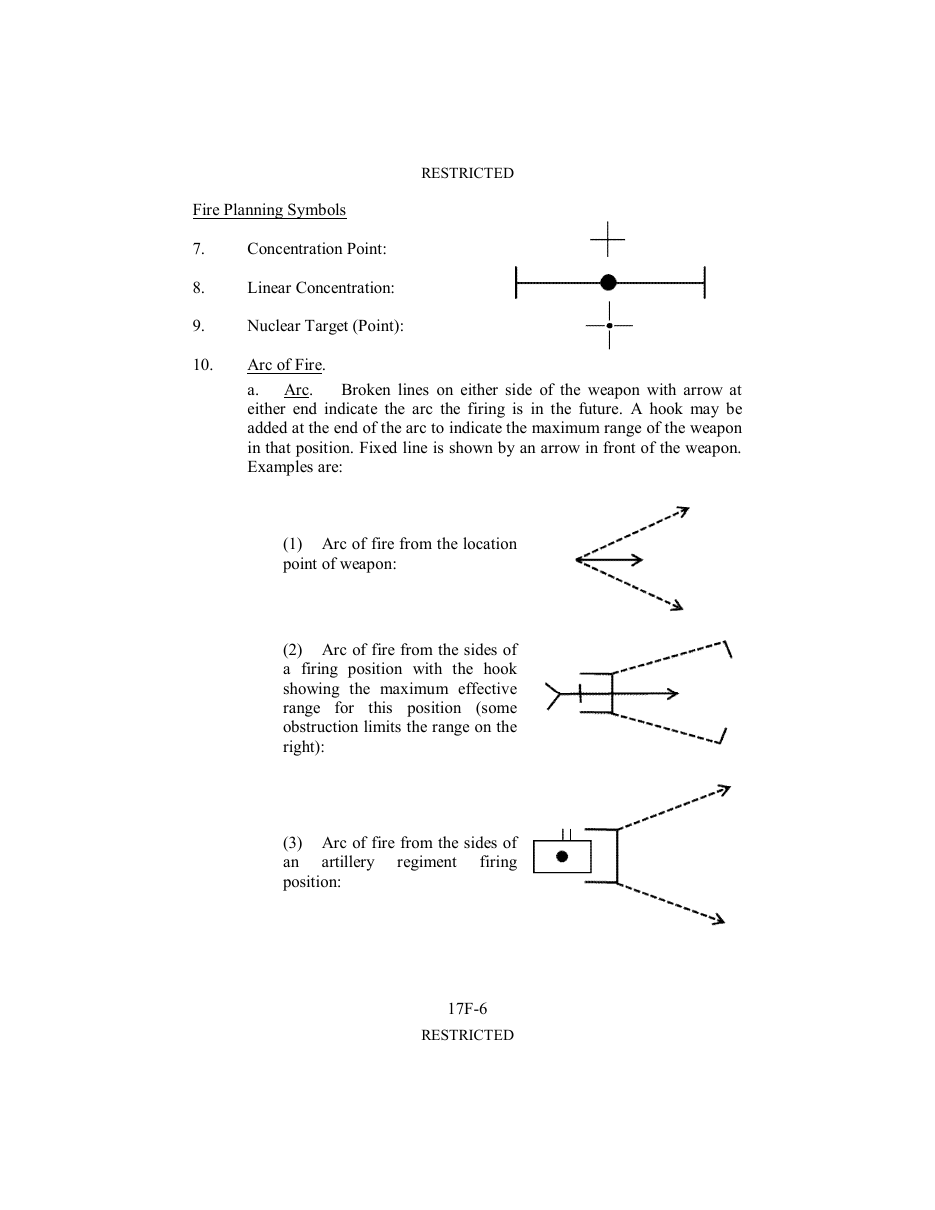 RESTRICTED
Fire Planning Symbols
7. Concentration Point:
8. Linear Concentration:
9. Nuclear Target (Point):
10. Arc of Fire.
a. Arc. Broken lines on either side of the weapon with arrow at
either end indicate the arc the firing is in the future. A hook may be
added at the end of the arc to indicate the maximum range of the weapon
in that position. Fixed line is shown by an arrow in front of the weapon.
Examples are:
(1) Arc of fire from the location
point of weapon:
(2) Arc of fire from the sides of
a firing position with the hook
showing the maximum effective
range for this position (some
obstruction limits the range on the
right):
(3) Arc of fire from the sides of
an artillery regiment firing
position:
17F-6
RESTRICTED